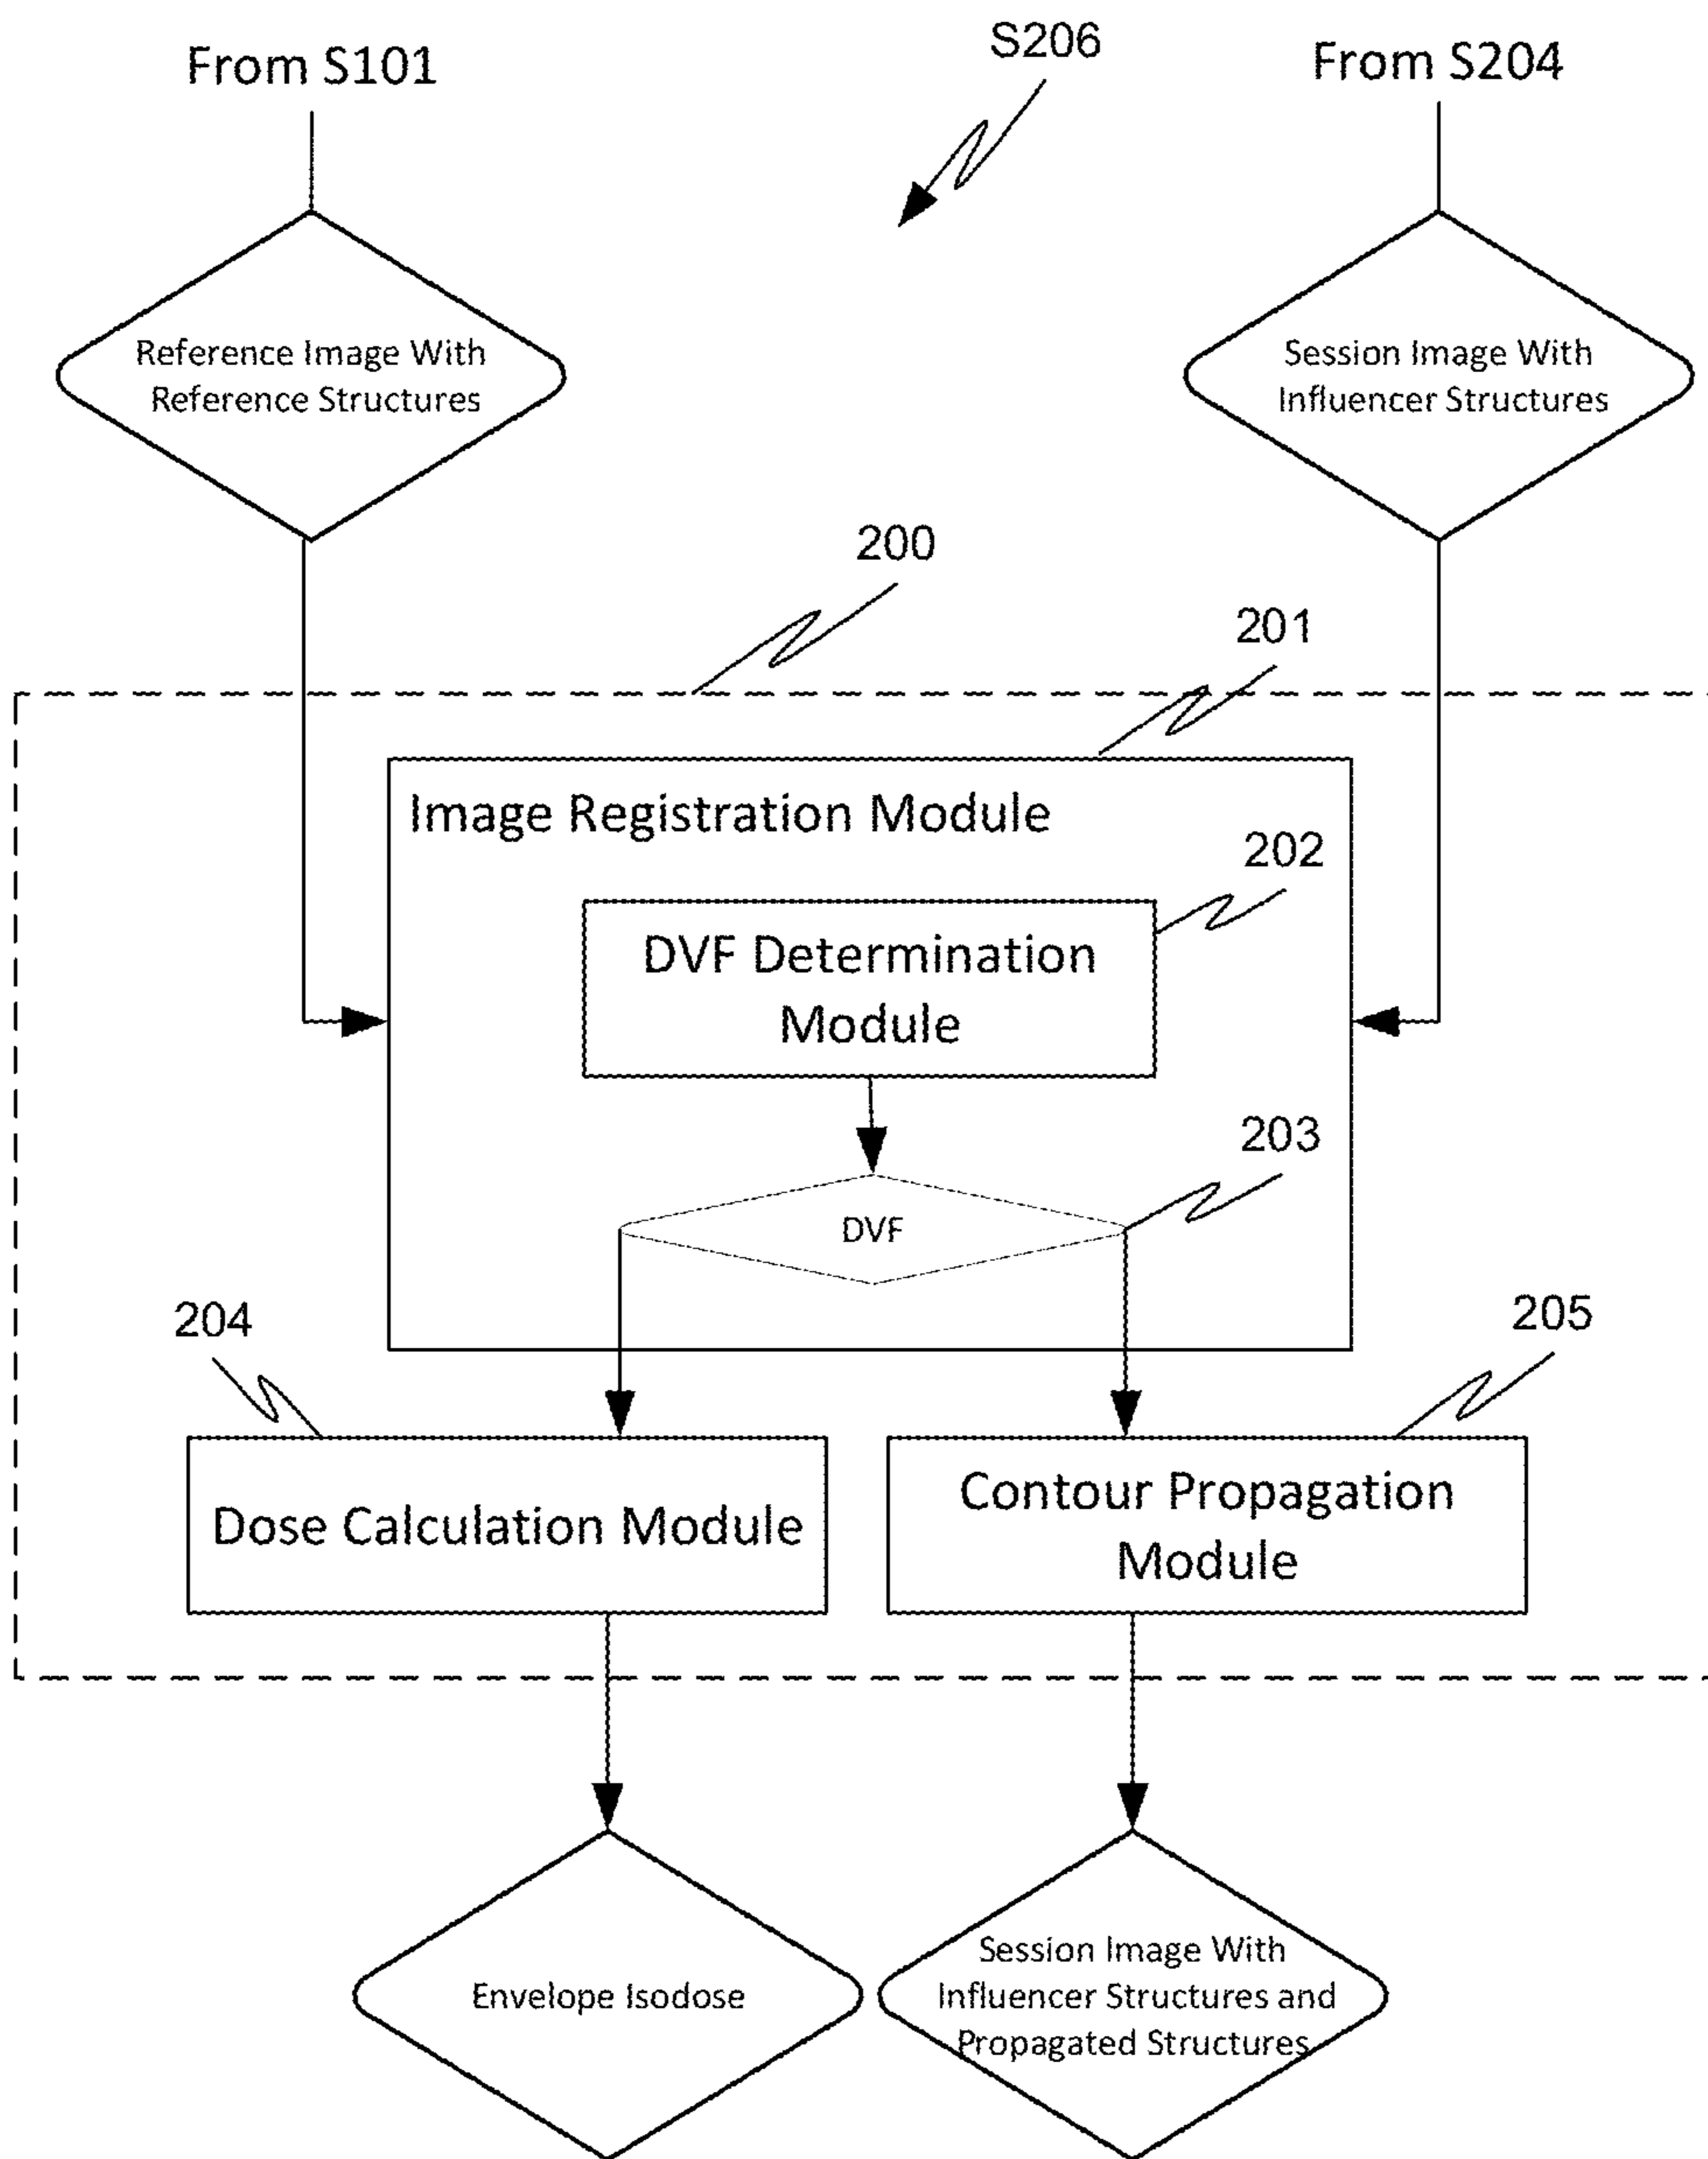 From S101
S206
From S204
Reference Image With
Reference Structures
Session Image With
Influencer Structures
200
201
Image Registration Module
202
DVF Determination
Module
203
DVF
204
205
Dose Calculation Module
Contour Propagation
Module
Envelope Isodose
Session Image With
Influencer Structures and
Propagated Structures